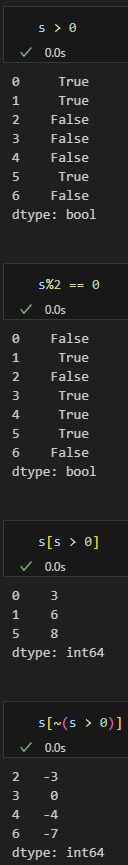 s > 0
✓ 0.0s
0     True
1     True
2    False
3    False
4    False
5     True
6    False
dtype: bool
s%2 == 0
✓ 0.0s
0    False
1     True
2    False
3     True
4     True
5     True
6    False
dtype: bool
s[s > 0]
✓ 0.0s
0    3
1    6
5    8
dtype: int64
s[~(s > 0)]
✓ 0.0s
2   -3
3    0
4   -4
6   -7
dtype: int64